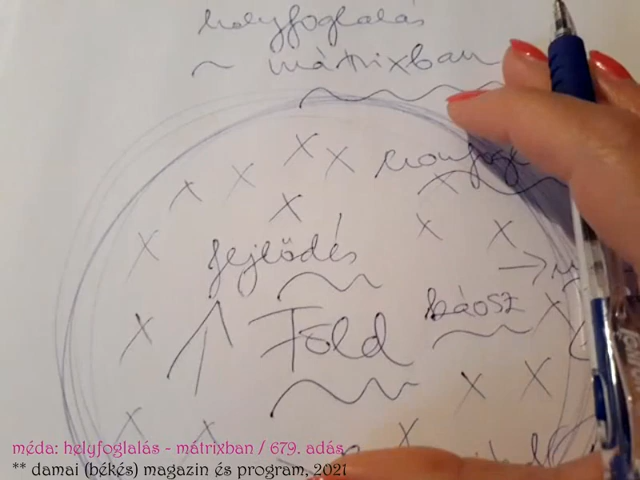 helyfoglalás
~ mátrixban
fejlődés
káosz
Föld
méda: helyfoglalás - mátrixban / 679. adás
** damai (békés) magazin és program, 2021